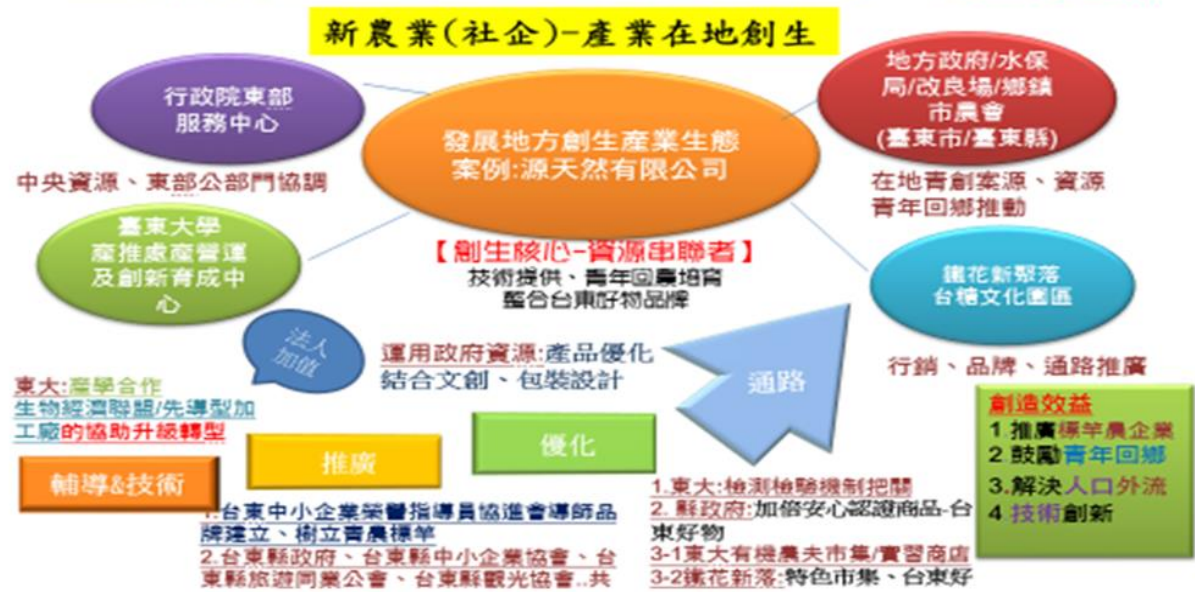 新農業(社企)-產業在地創生
行政院東部
服務中心
中央資源、東部公部門協調
發展地方創生產業生態
案例:源天然有限公司
地方政府/水保
局/改良場/鄉鎮
市農會
(臺東市/臺東縣)
在地青創案源、資源
青年回鄉推動
臺東大學
產推處產營運
及創新育成中
心
【創生核心-資源串聯者】
技術提供、青年回農培育
整合台東好物品牌
鐵花新聚落
台糖文化園區
行銷、品牌、通路推廣
法人
加值
運用政府資源:產品優化
結合文創、包裝設計
通路
東大:產學合作
生物經濟聯盟/先導型加
工廠的協助升級轉型
輔導&技術
推廣
優化
創造效益
1.推廣標竿農企業
2 鼓勵青年回鄉
3.解決人口外流
4 技術創新
1.台東中小企業榮譽指導員協進會導師品
牌建立、樹立青農標竿
2.台東縣政府、台東縣中小企業協會、台
東縣旅遊同業公會、台東縣觀光協會..共
1.東大:檢測檢驗機制把關
2. 縣政府:加倍安心認證商品-台
東好物
3-1東大有機農夫市集/實習商店
3-2鐵花新落:特色市集、台東好